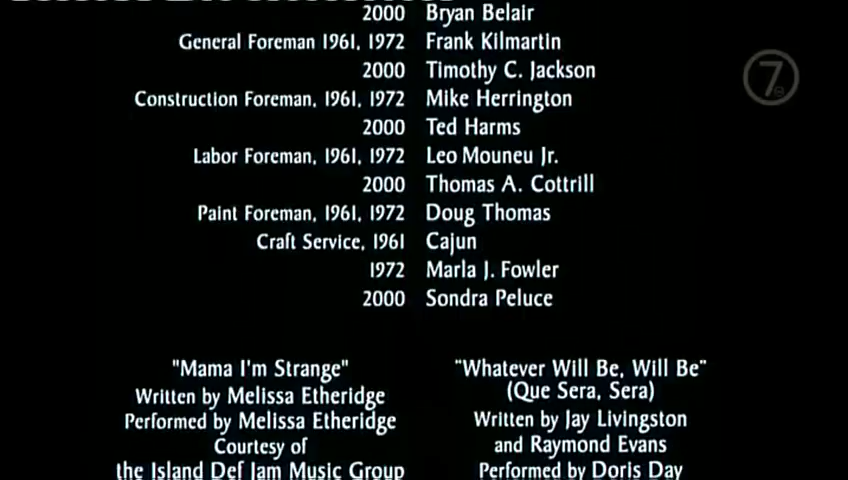 2000 Bryan Belair
General Foreman 1961, 1972 Frank Kilmartin
2000 Timothy C. Jackson
Construction Foreman, 1961, 1972 Mike Herrington
2000 Ted Harms
Labor Foreman, 1961, 1972 Leo Mouneu Jr.
2000 Thomas A. Cottrill
Paint Foreman, 1961, 1972 Doug Thomas
Craft Service, 1961 Cajun
1972 Marla J. Fowler
2000 Sondra Peluce
"Mama I'm Strange"
Written by Melissa Etheridge
Performed by Melissa Etheridge
Courtesy of
the Island Def Jam Music Group
"Whatever Will Be, Will Be"
(Que Sera, Sera)
Written by Jay Livingston
and Raymond Evans
Performed by Doris Day
7